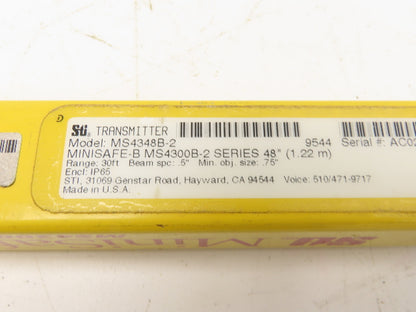 Sti TRANSMITTER
Model: MS4348B-2 9544 Serial #: AC02
MINISAFE-B MS4300B-2 SERIES 48" (1.22 m)
Range: 30ft Beam spc: .5" Min. obj. size: .75"
Encl: IP65
STI, 31069 Genstar Road, Hayward, CA 94544 Voice: 510/471-9717
Made in U.S.A.